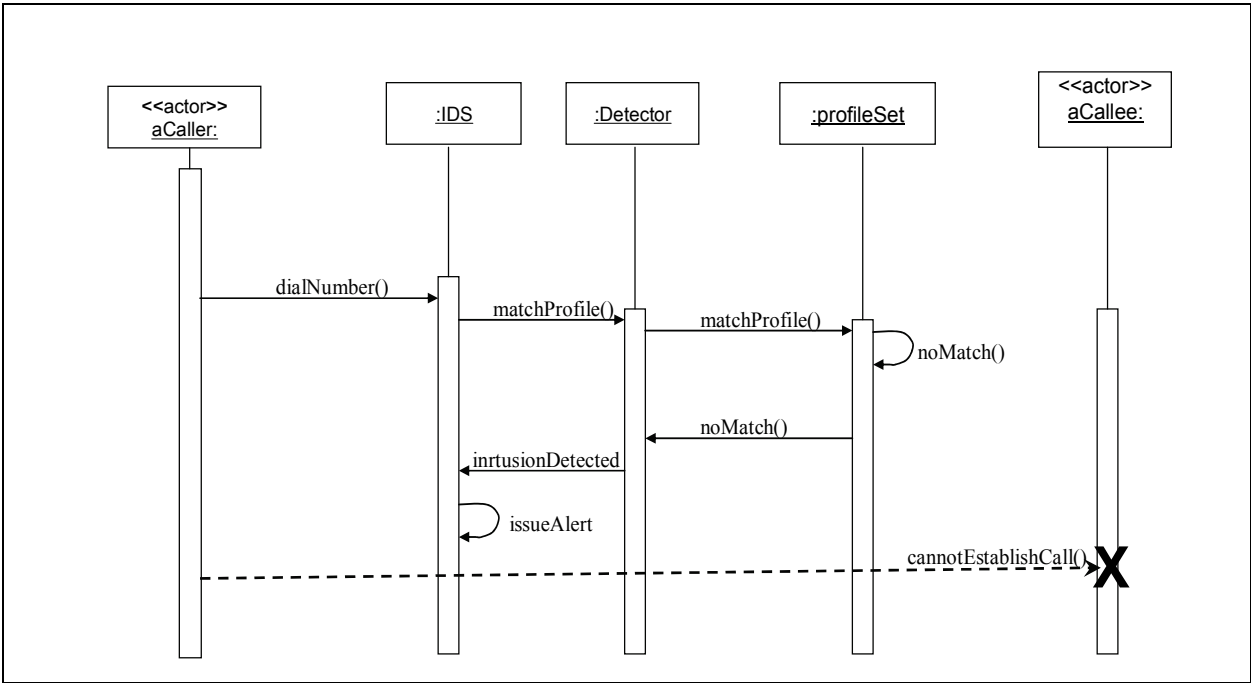 <<actor>>
aCaller:
:IDS
:Detector
:profileSet
<<actor>>
aCallee:
dialNumber()
matchProfile()
matchProfile()
noMatch()
noMatch()
inrtusionDetected
issueAlert
cannotEstablishCall()
X